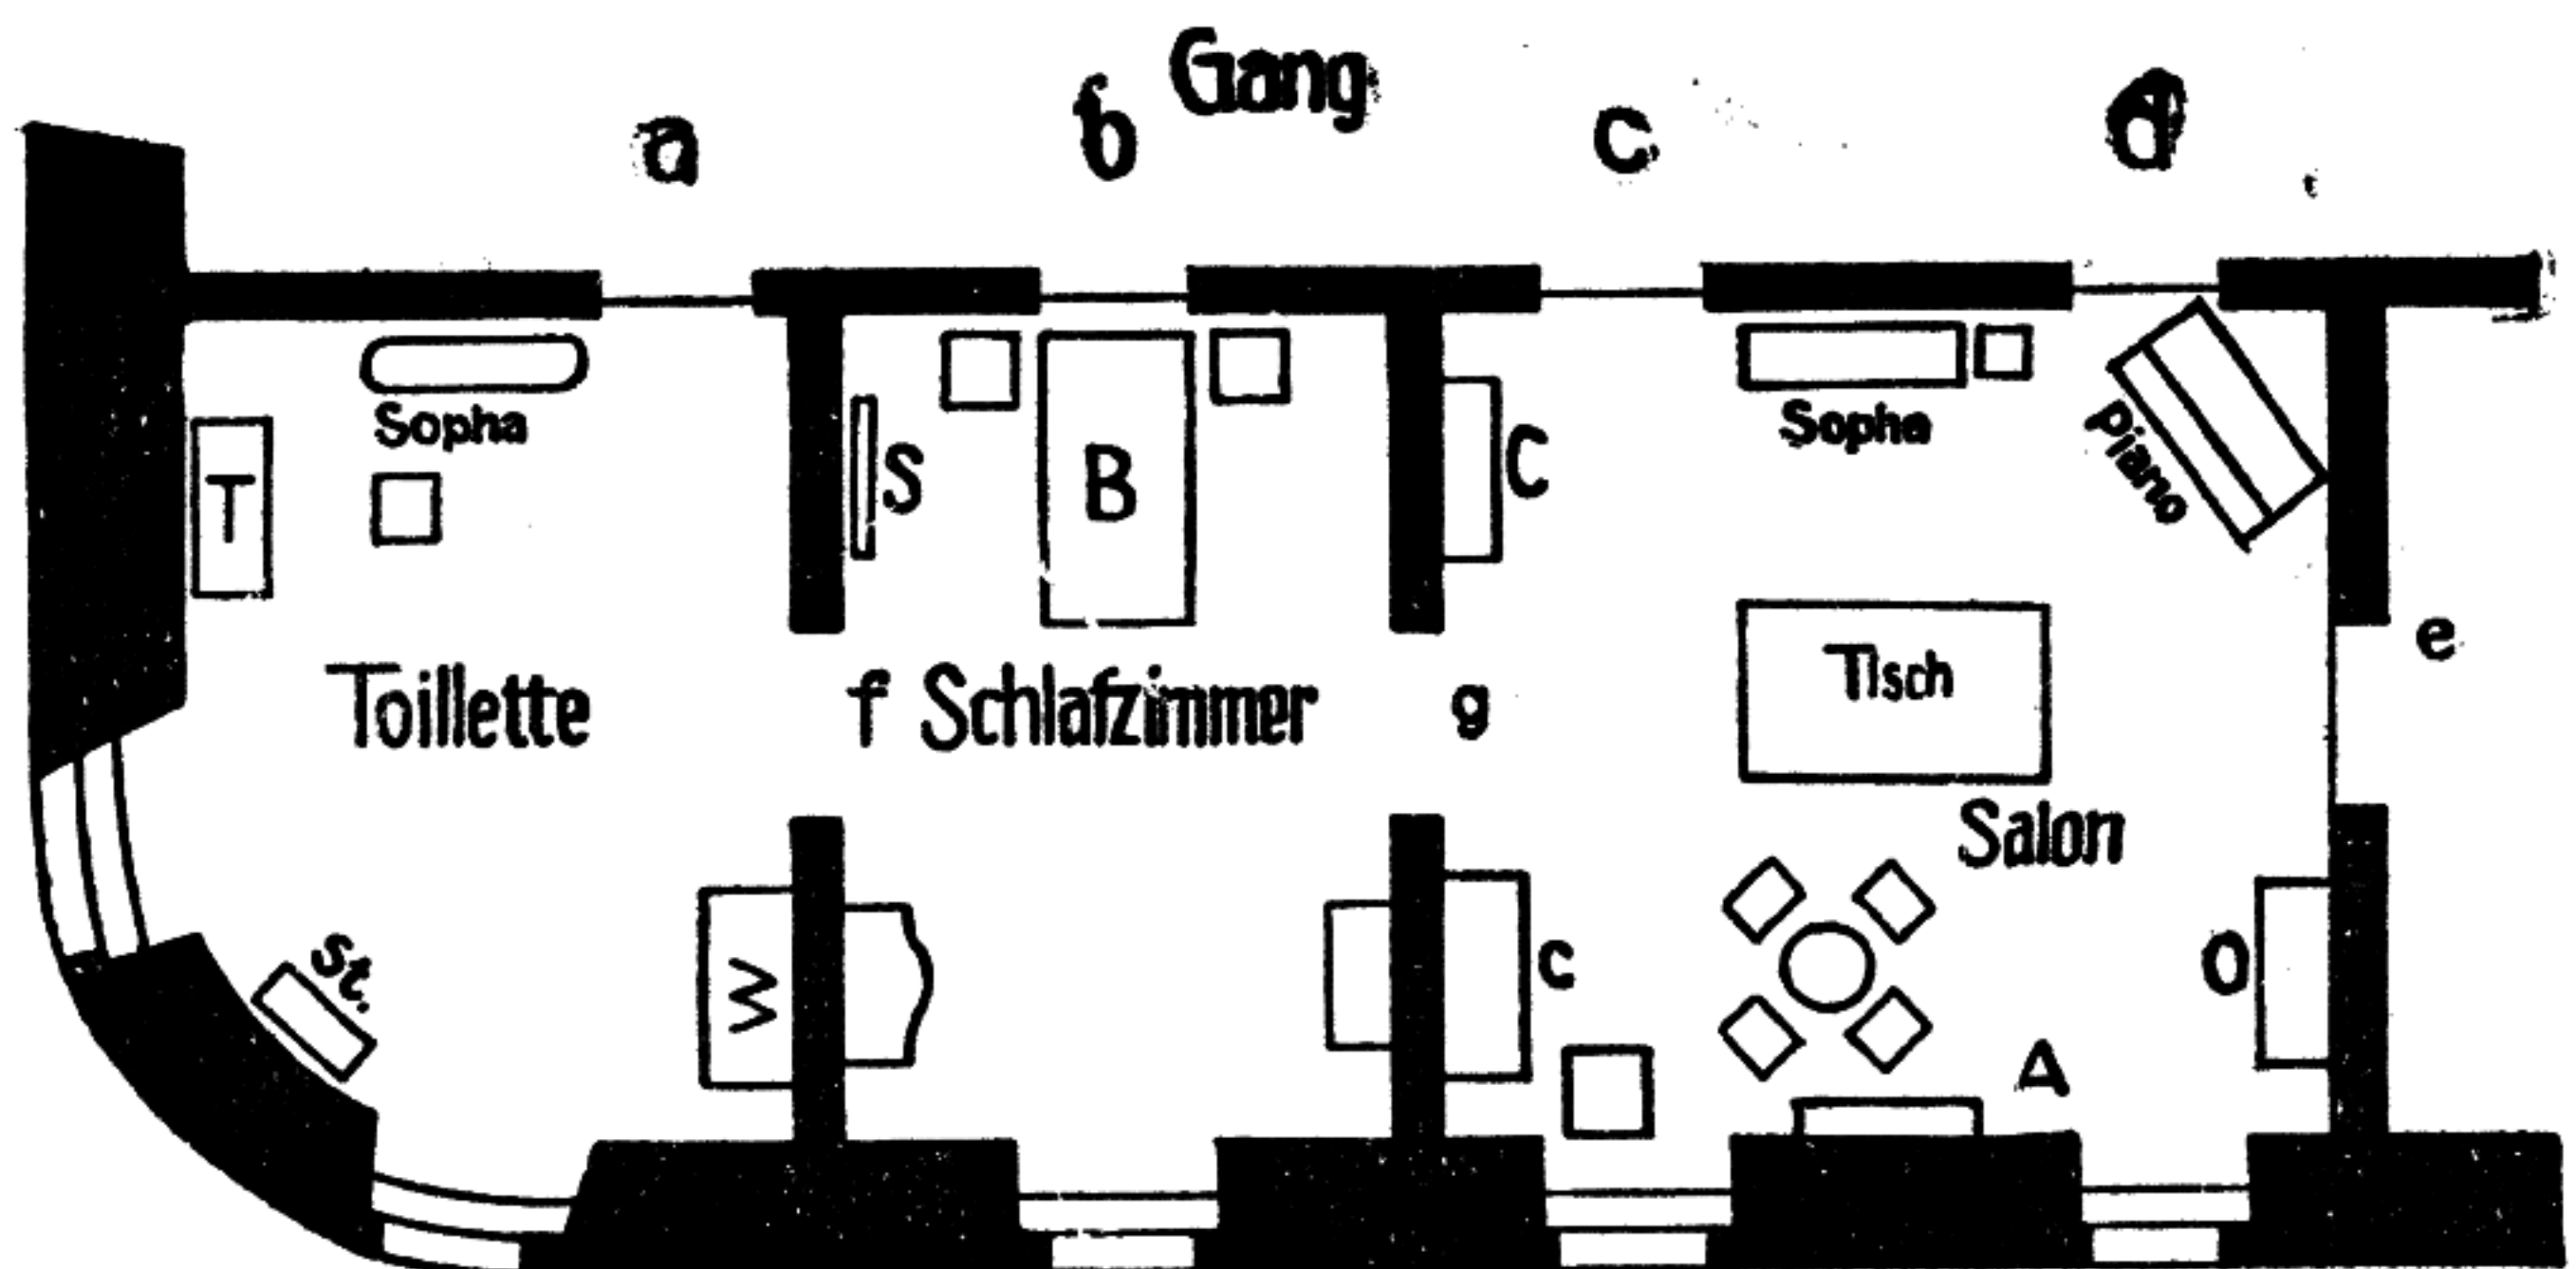 Gang
a b c d
Sopha
Sopha
T
S
B
C
Piano
e
Toillette
f
Schlafzimmer
g
Tisch
Salon
St.
W
c
O
A